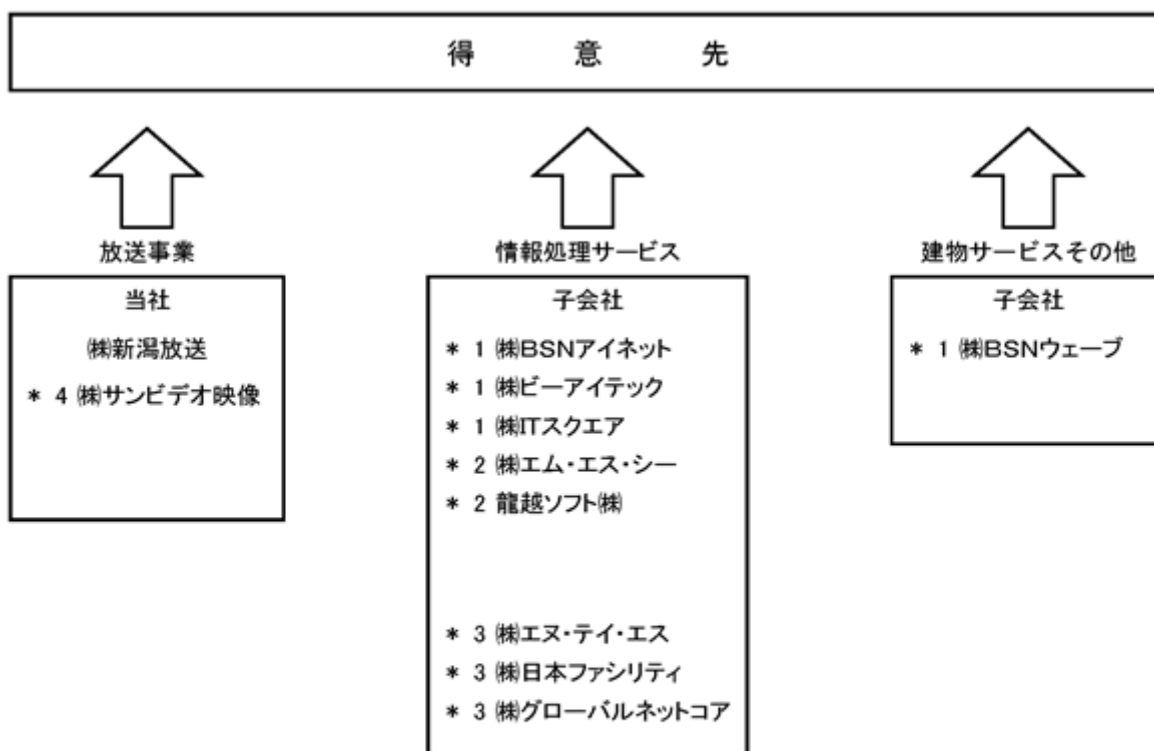 得意先
放送事業
当社
㈱新潟放送
* 4 ㈱サンビデオ映像
情報処理サービス
子会社
* 1 ㈱BSNアイネット
* 1 ㈱ビーアイテック
* 1 ㈱ITスクエア
* 2 ㈱エム・エス・シー
* 2 龍越ソフト㈱
* 3 ㈱エヌ・テイ・エス
* 3 ㈱日本ファシリティ
* 3 ㈱グローバルネットコア
建物サービスその他
子会社
* 1 ㈱BSNウェーブ